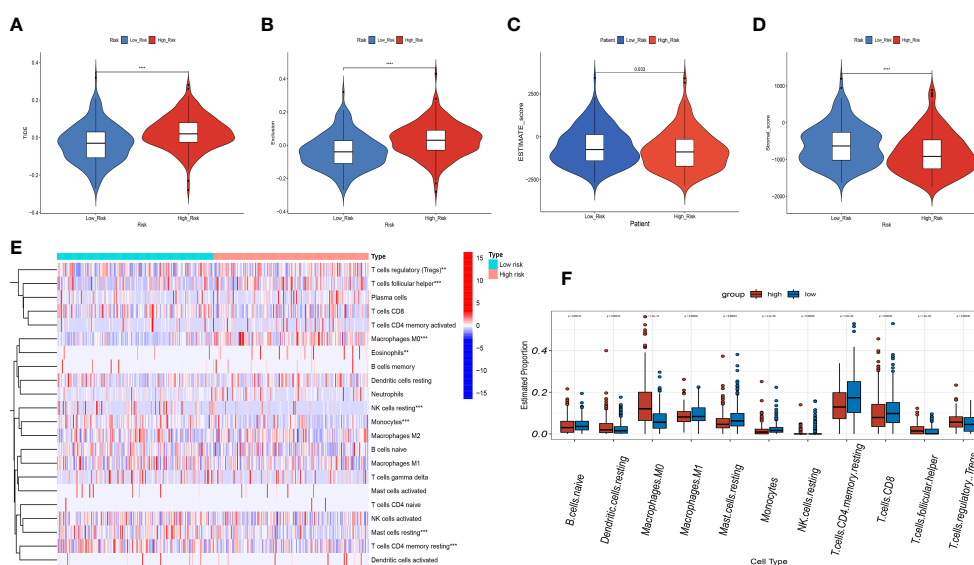 A
Risk Low_Risk High_Risk
****
TIDE
0.4
0.2
0.0
−0.2
−0.4
Low_Risk High_Risk
Risk
B
Risk Low_Risk High_Risk
****
Exclusion
0.4
0.2
0.0
−0.2
−0.4
Low_Risk High_Risk
Risk
C
Patient Low_Risk High_Risk
0.033
ESTIMATE_score
2500
0
−2500
Low_Risk High_Risk
Patient
D
Risk Low_Risk High_Risk
****
Stromal_score
1000
0
−1000
−2000
Low_Risk High_Risk
Risk
E
Type
T cells regulatory (Tregs)**
T cells follicular helper***
Plasma cells
T cells CD8
T cells CD4 memory activated
Macrophages M0***
Eosinophils**
B cells memory
Dendritic cells resting
Neutrophils
NK cells resting***
Monocytes***
Macrophages M2
B cells naive
Macrophages M1
T cells gamma delta
Mast cells activated
T cells CD4 naive
NK cells activated
Mast cells resting***
T cells CD4 memory resting***
Dendritic cells activated
15
10
5
0
−5
−10
−15
Type
Low risk
High risk
F
group high low
Estimated Proportion
0.4
0.2
0.0
B.cells.naive
Dendritic.cells.resting
Macrophages.M0
Macrophages.M1
Mast.cells.resting
Monocytes
NK.cells.resting
T.cells.CD4.memory.resting
T.cells.CD8
T.cells.follicular.helper
T.cells.regulatory..Tregs
Cell Type